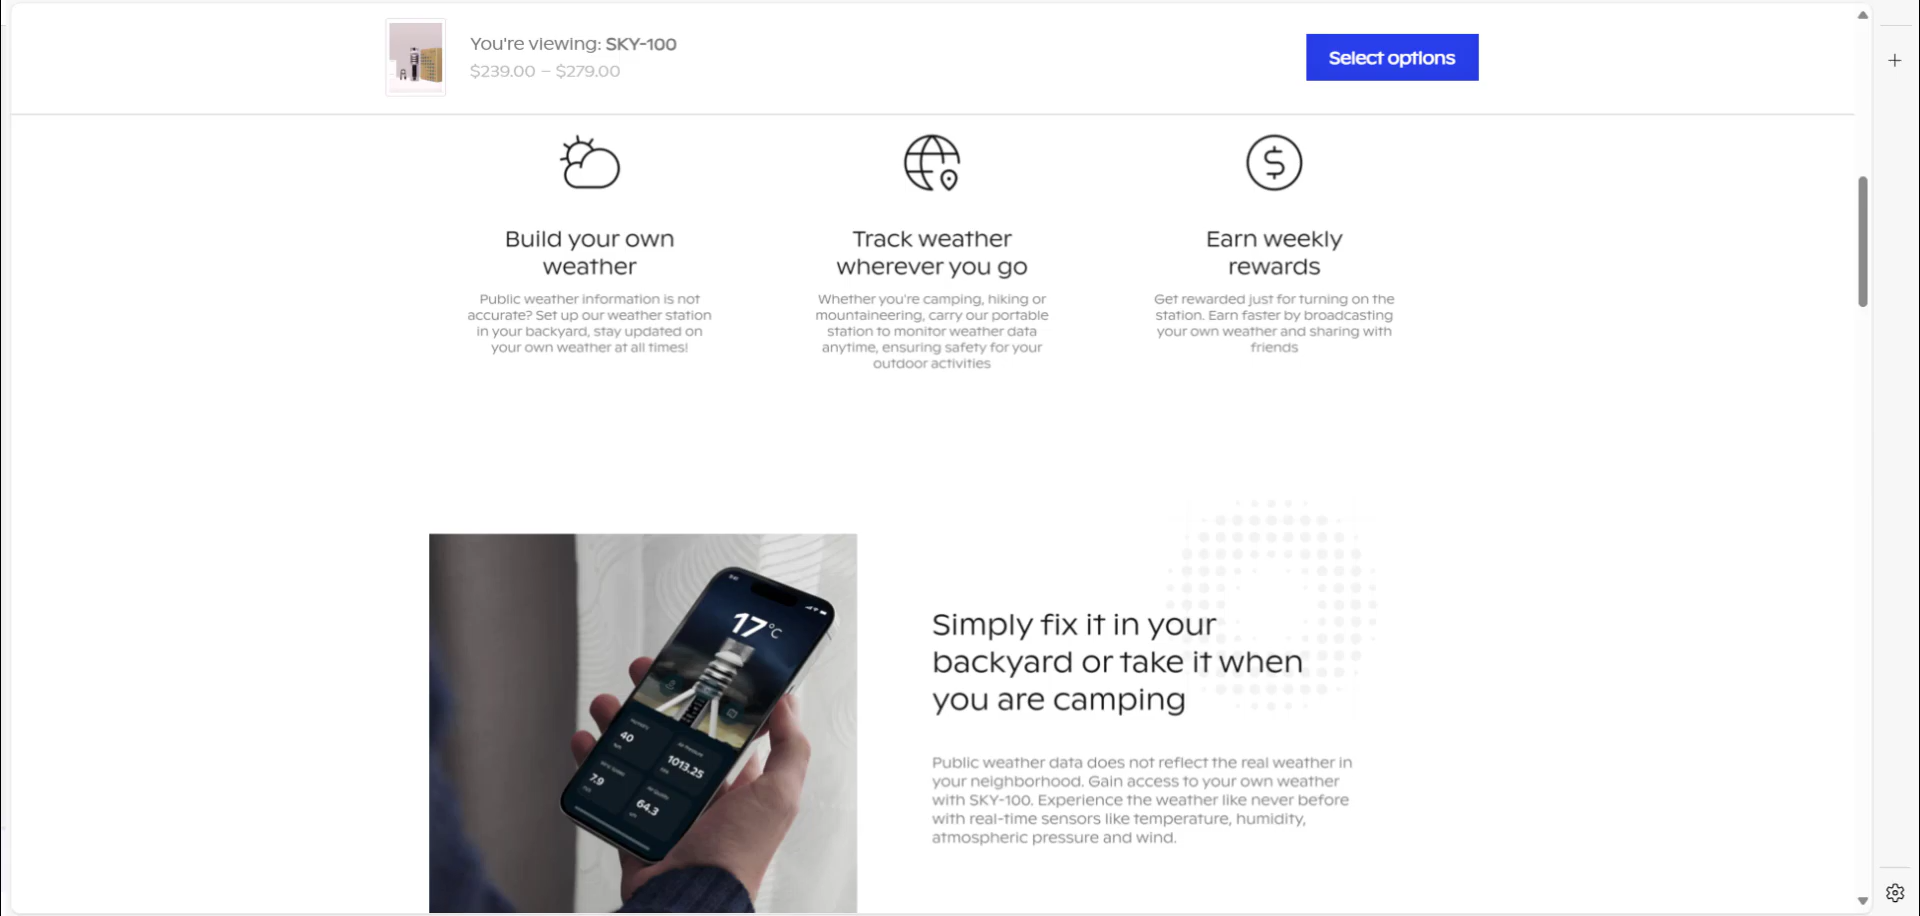 You're viewing: SKY-100
$239.00 – $279.00
Select options
Build your own
weather
Public weather information is not
accurate? Set up our weather station
in your backyard, stay updated on
your own weather at all times!
Track weather
wherever you go
Whether you're camping, hiking or
mountaineering, carry our portable
station to monitor weather data
anytime, ensuring safety for your
outdoor activities
Earn weekly
rewards
Get rewarded just for turning on the
station. Earn faster by broadcasting
your own weather and sharing with
friends
17°C
40
1013.25
7.9
64.3
Simply fix it in your
backyard or take it when
you are camping
Public weather data does not reflect the real weather in
your neighborhood. Gain access to your own weather
with SKY-100. Experience the weather like never before
with real-time sensors like temperature, humidity,
atmospheric pressure and wind.